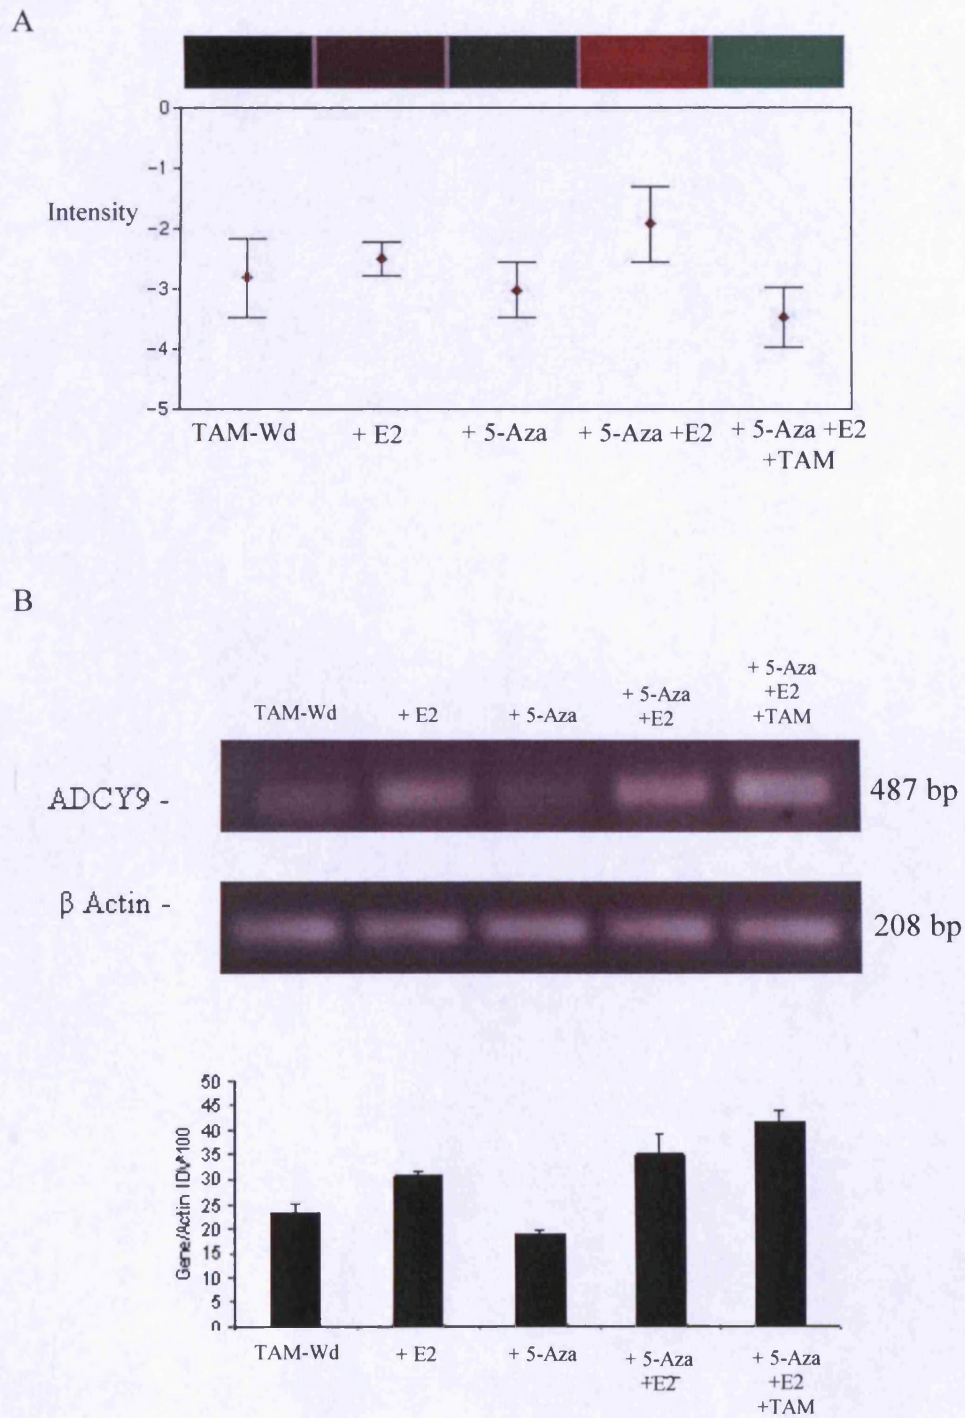 A
0
-1
Intensity
-2
-3
-4
-5
TAM-Wd + E2 + 5-Aza + 5-Aza +E2 + 5-Aza +E2
+TAM
B
TAM-Wd + E2 + 5-Aza + 5-Aza +E2 + 5-Aza +E2 +TAM
ADCY9 - 487 bp
β Actin - 208 bp
50
45
40
35
30
25
20
15
10
5
0
Gene/Actin IDV*100
TAM-Wd + E2 + 5-Aza + 5-Aza +E2 + 5-Aza +E2 +TAM